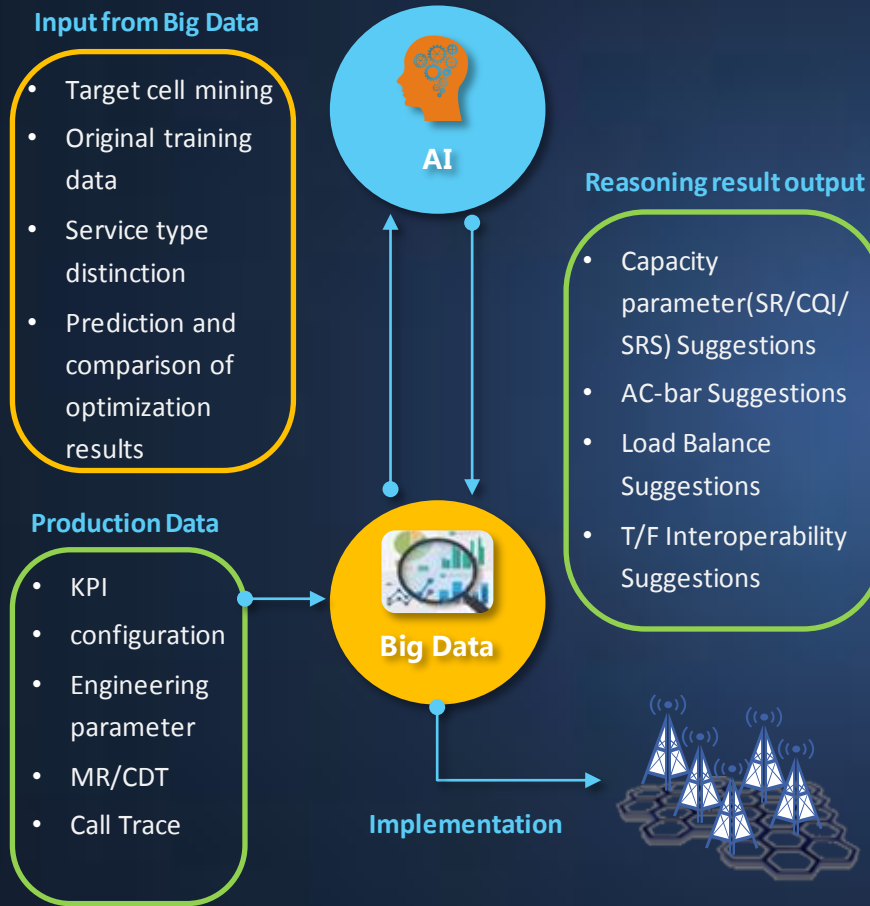 Input from Big Data
• Target cell mining
• Original training
data
• Service type
distinction
• Prediction and
comparison of
optimization
results
AI
Reasoning result output
• Capacity
parameter(SR/CQI/
SRS) Suggestions
• AC-bar Suggestions
• Load Balance
Suggestions
• T/F Interoperability
Suggestions
Production Data
• KPI
• configuration
• Engineering
parameter
• MR/CDT
• Call Trace
Big Data
Implementation